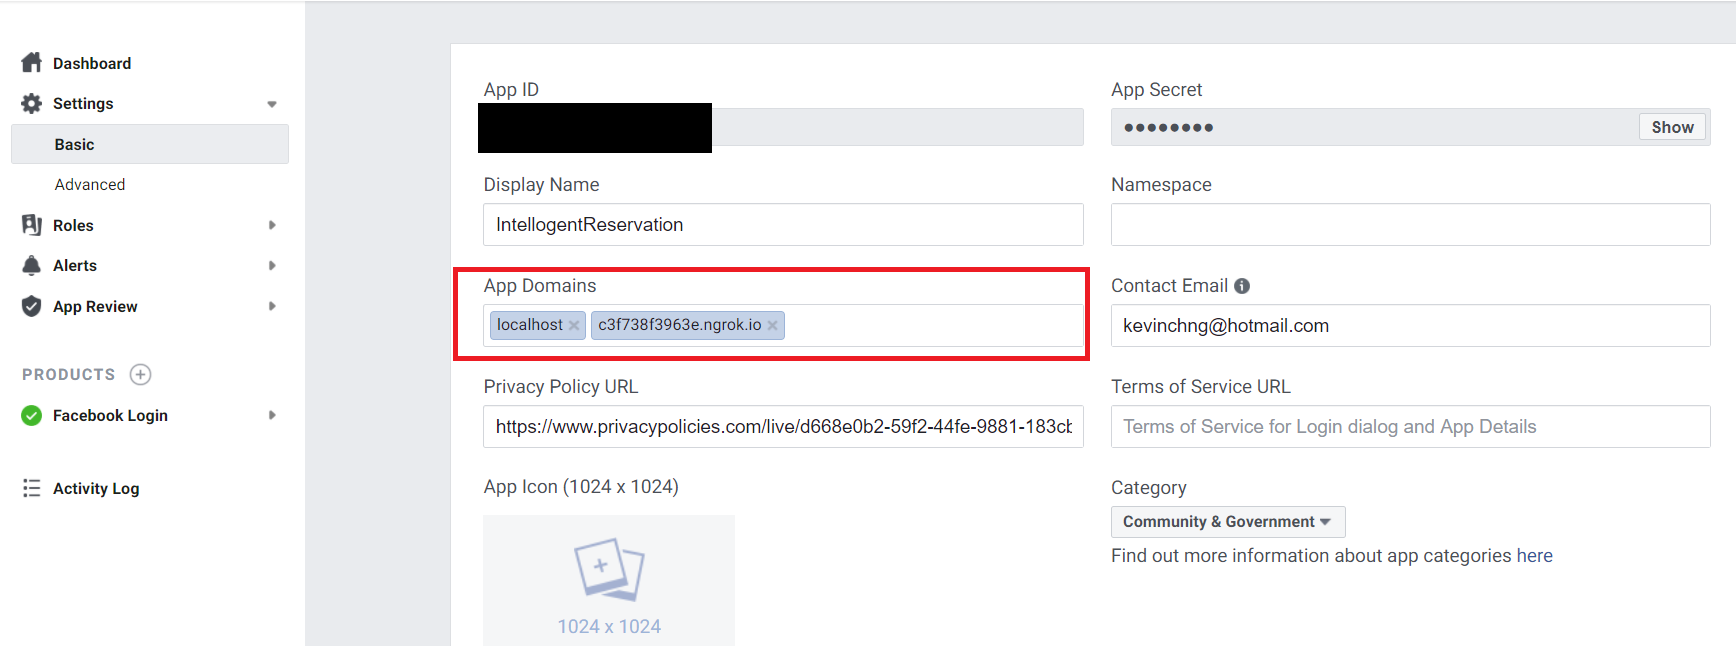 Dashboard
Settings
Basic
Advanced
Roles
Alerts
App Review
PRODUCTS
Facebook Login
Activity Log
App ID
App Secret
●●●●●●●● Show
Display Name
IntellogentReservation
Namespace
App Domains
localhost × c3f738f3963e.ngrok.io ×
Contact Email
kevinchng@hotmail.com
Privacy Policy URL
https://www.privacypolicies.com/live/d668e0b2-59f2-44fe-9881-183cb
Terms of Service URL
Terms of Service for Login dialog and App Details
App Icon (1024 x 1024)
1024 x 1024
Category
Community & Government
Find out more information about app categories here